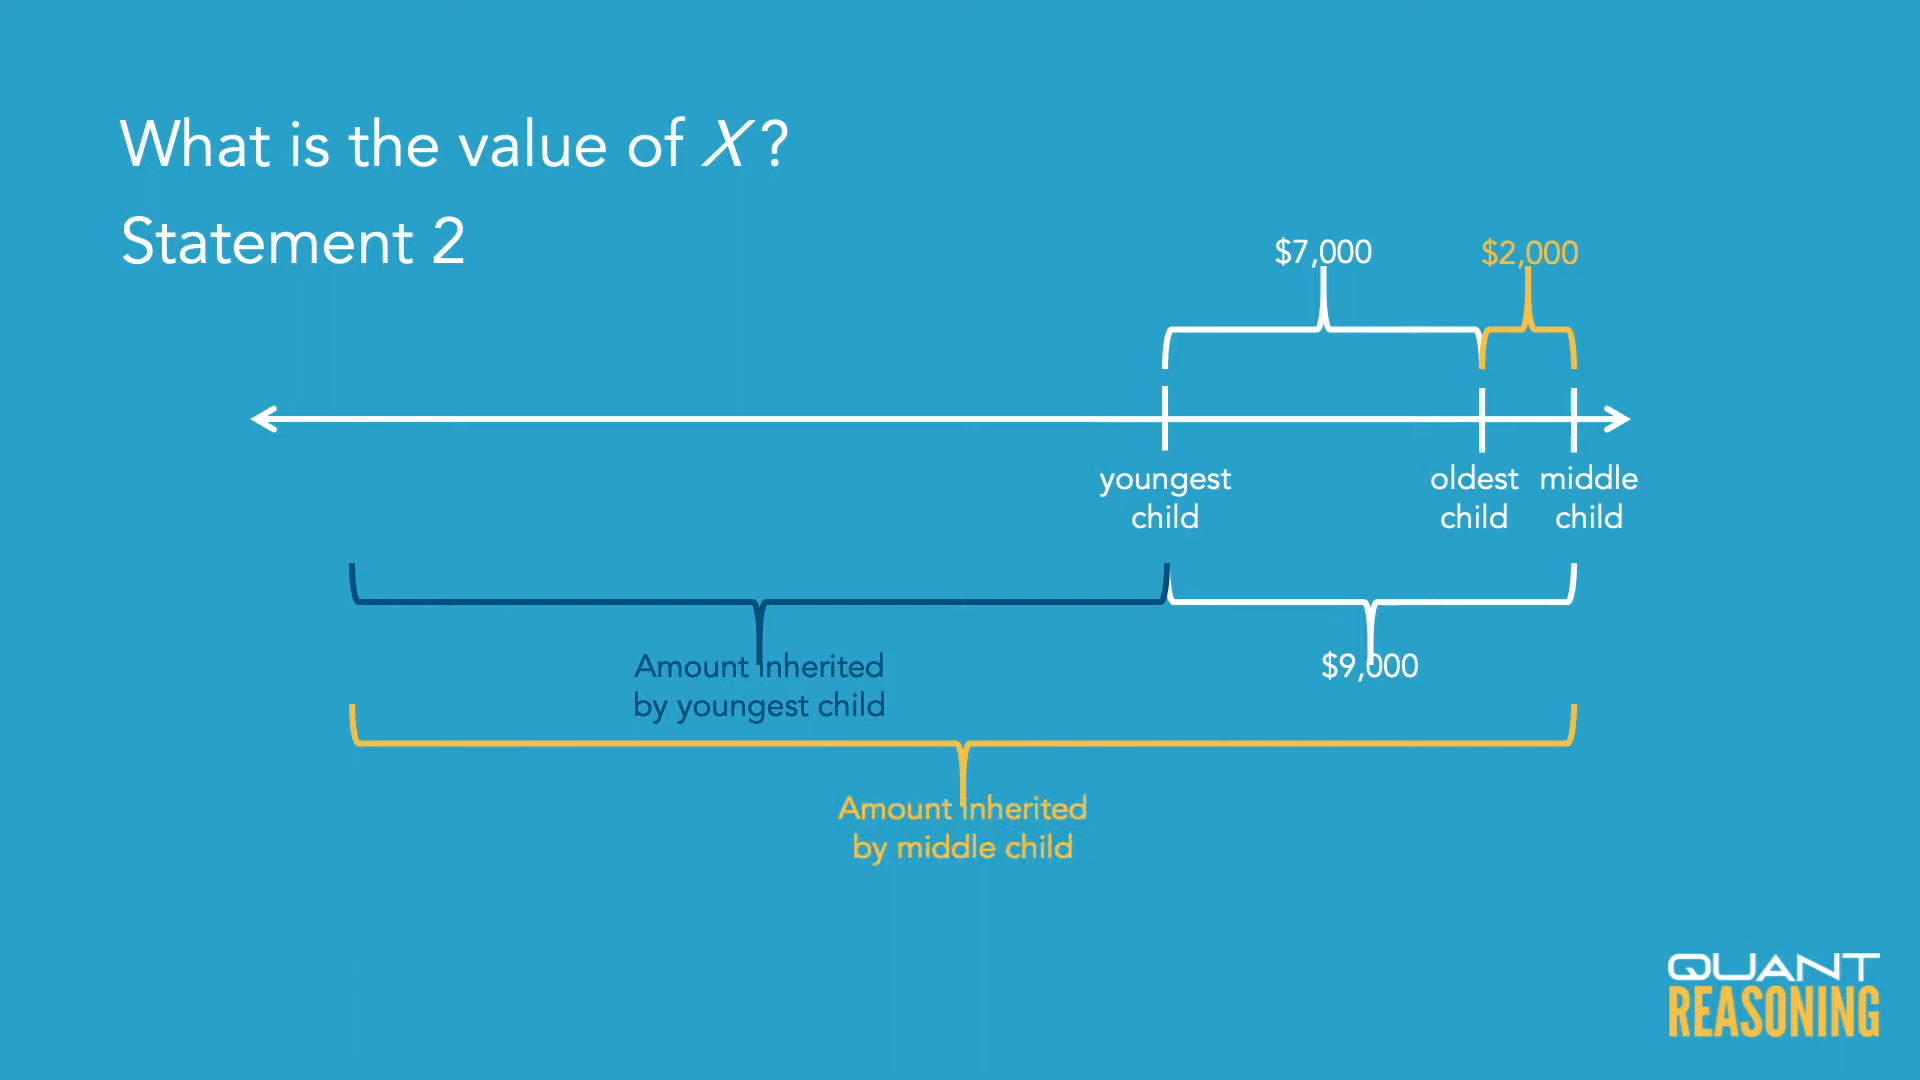 What is the value of X?
Statement 2
$7,000 $2,000
youngest oldest middle
child child child
Amount inherited
by youngest child
$9,000
Amount inherited
by middle child
QUANT
REASONING